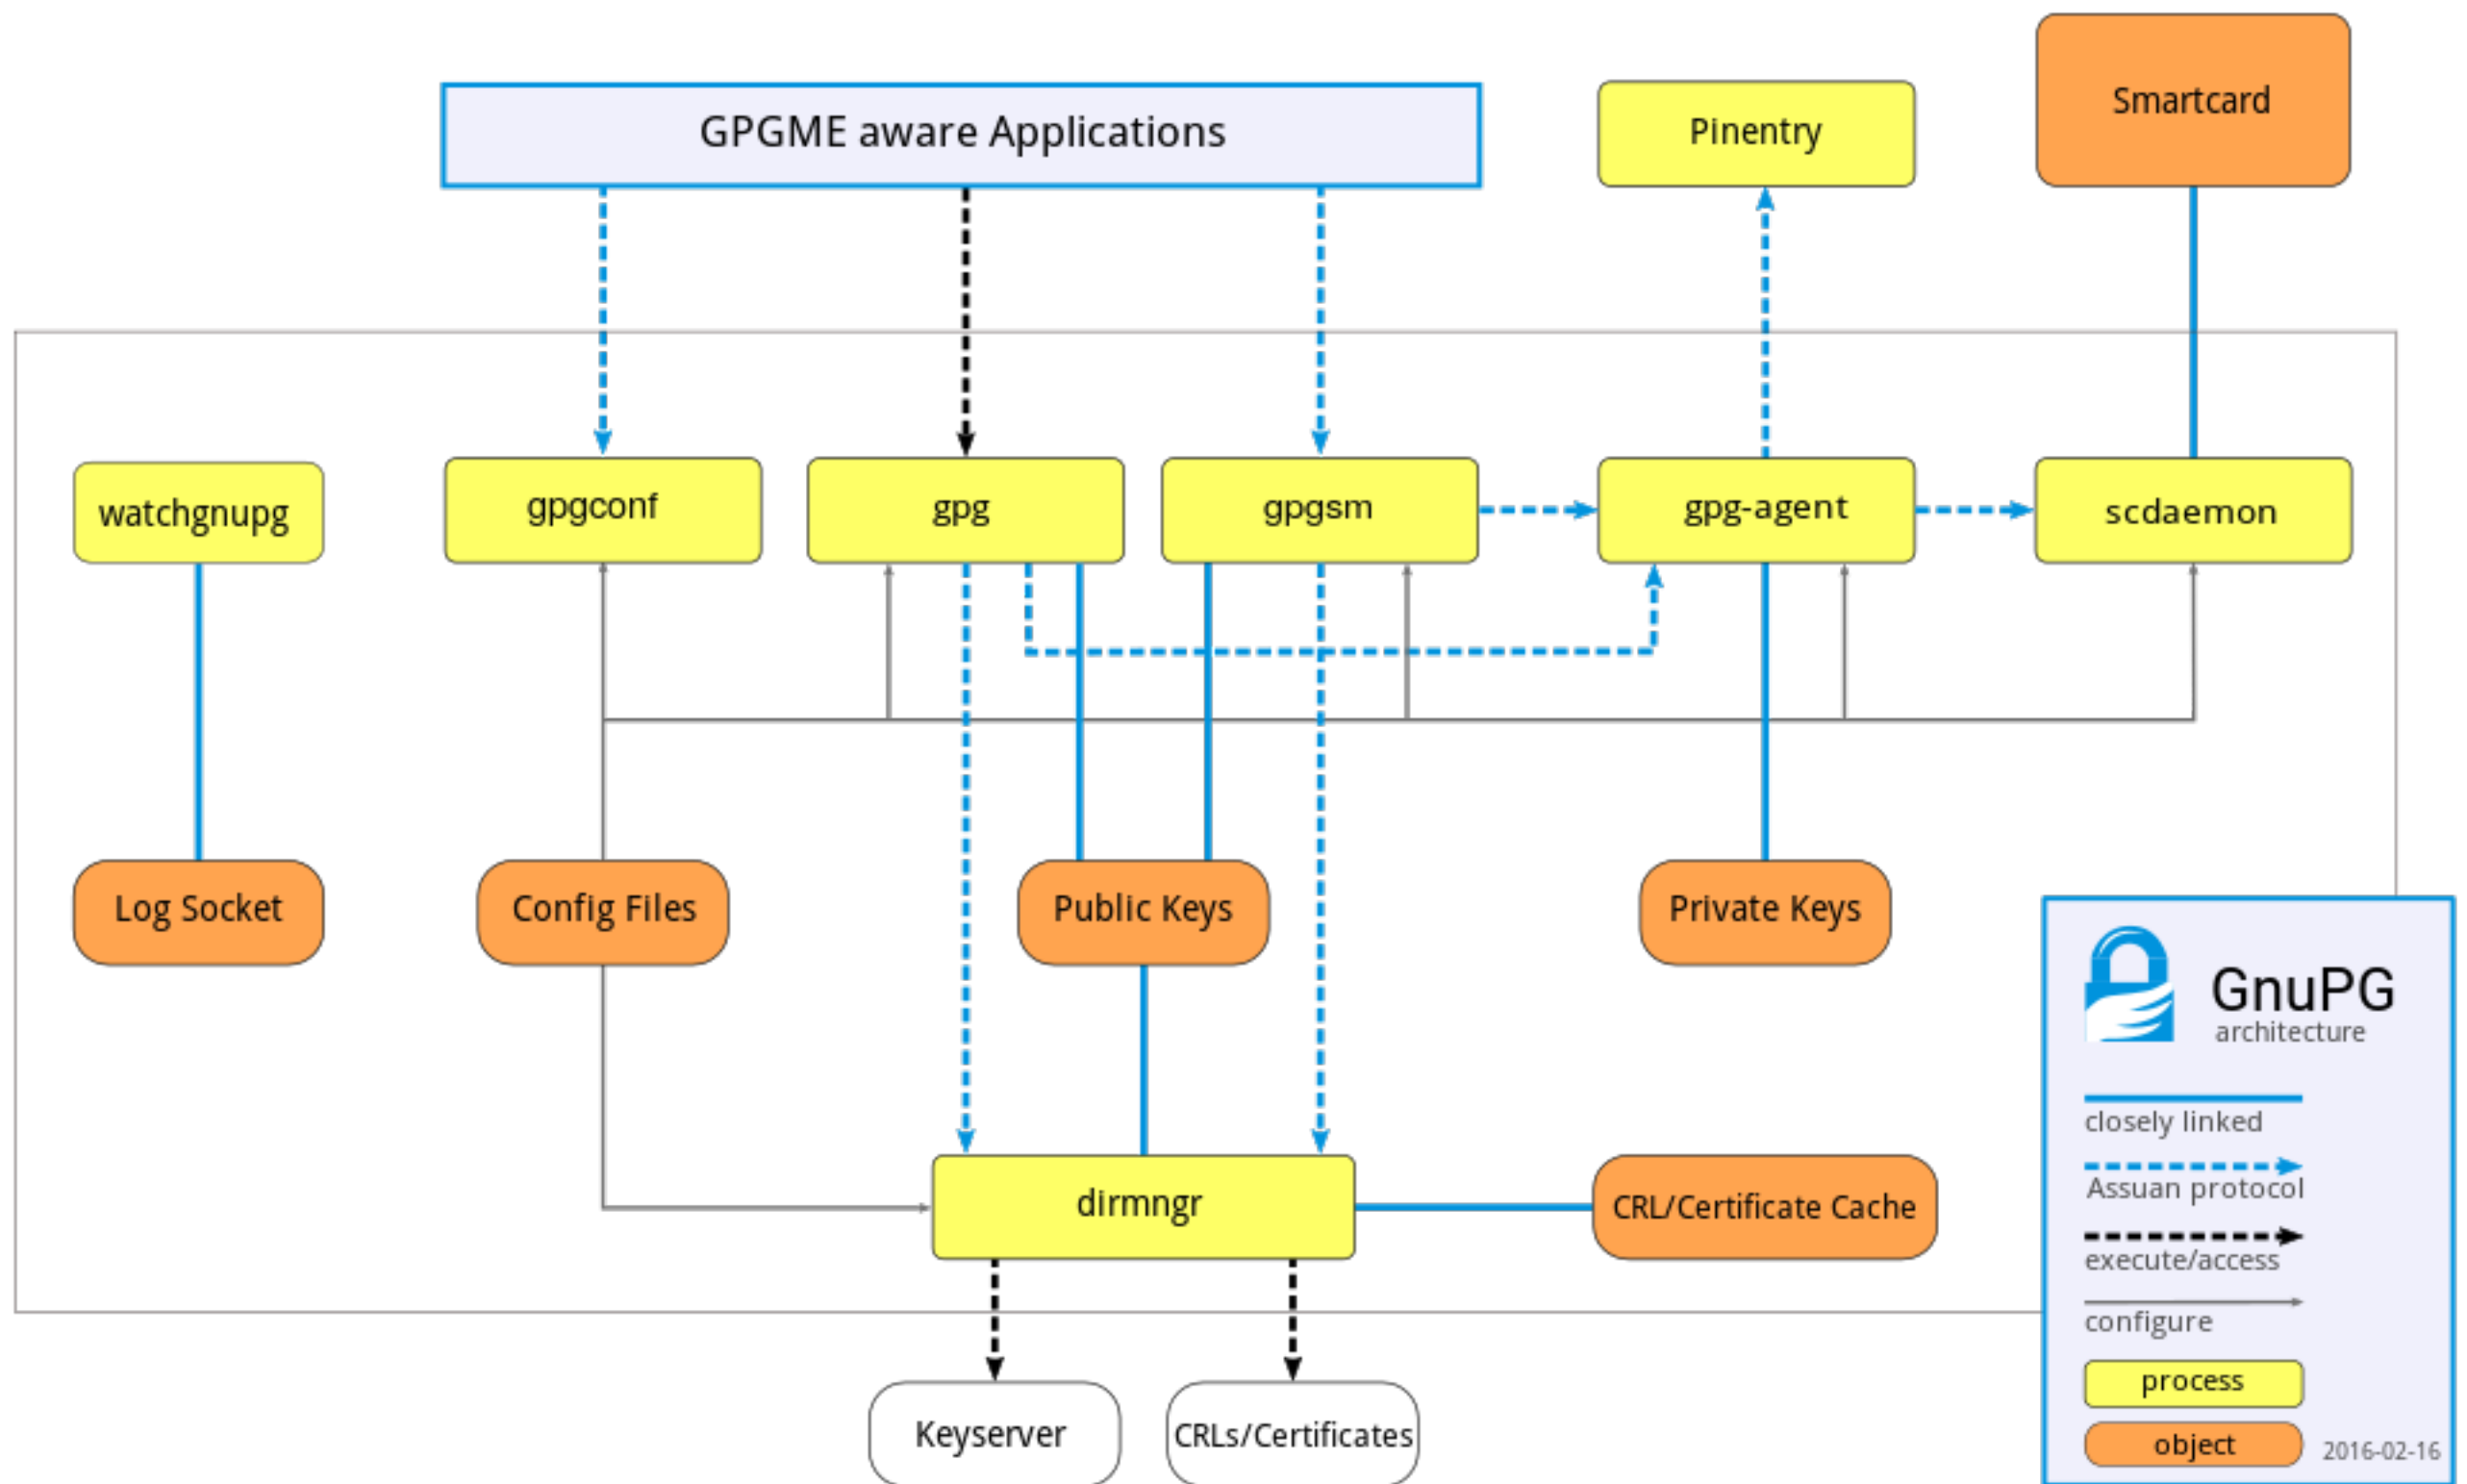 Smartcard
GPGME aware Applications
Pinentry
watchgnupg
gpgconf
gpg
gpgsm
gpg-agent
scdaemon
Log Socket
Config Files
Public Keys
Private Keys
dirmngr
CRL/Certificate Cache
Keyserver
CRLs/Certificates
GnuPG
architecture
closely linked
Assuan protocol
execute/access
configure
process
object
2016-02-16